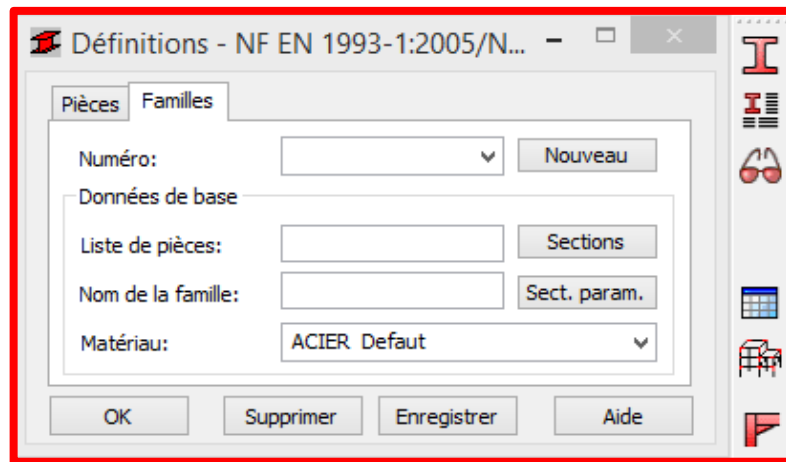 Définitions - NF EN 1993-1:2005/N...
Pièces Familles
Numéro: Nouveau
Données de base
Liste de pièces: Sections
Nom de la famille: Sect. param.
Matériau: ACIER Defaut
OK Supprimer Enregistrer Aide